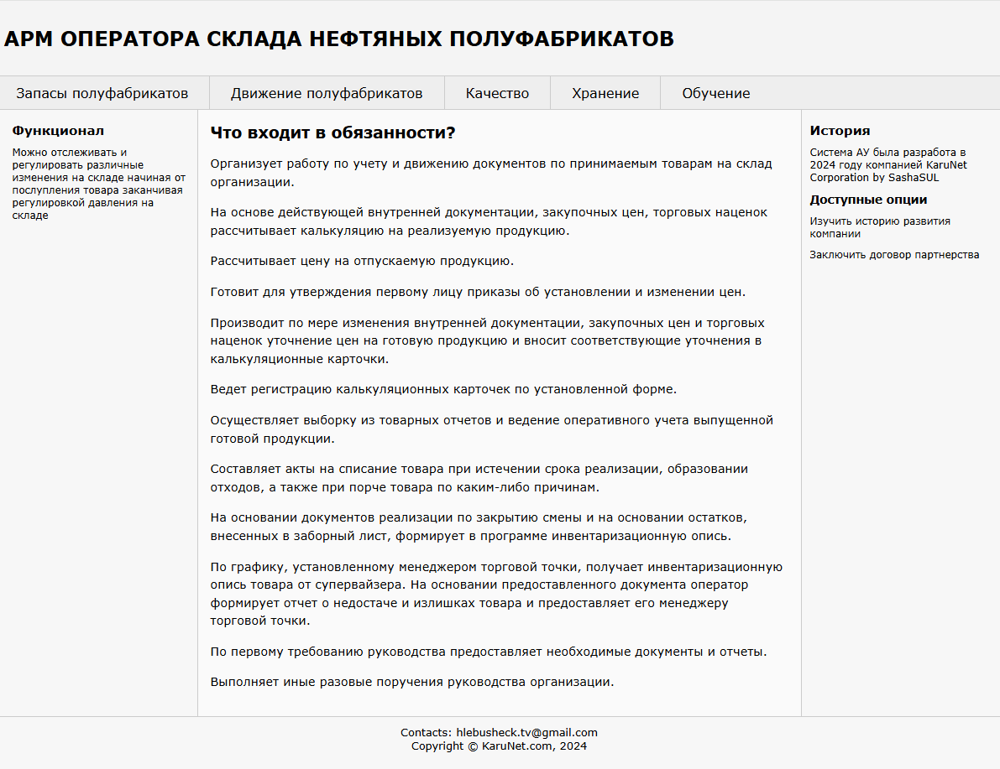 АРМ ОПЕРАТОРА СКЛАДА НЕФТЯНЫХ ПОЛУФАБРИКАТОВ
Запасы полуфабрикатов
Движение полуфабрикатов
Качество
Хранение
Обучение
Функционал
Можно отслеживать и
регулировать различные
изменения на складе начиная от
послупления товара заканчивая
регулировкой давления на
складе
Что входит в обязанности?
Организует работу по учету и движению документов по принимаемым товарам на склад
организации.
На основе действующей внутренней документации, закупочных цен, торговых наценок
рассчитывает калькуляцию на реализуемую продукцию.
Рассчитывает цену на отпускаемую продукцию.
Готовит для утверждения первому лицу приказы об установлении и изменении цен.
Производит по мере изменения внутренней документации, закупочных цен и торговых
наценок уточнение цен на готовую продукцию и вносит соответствующие уточнения в
калькуляционные карточки.
Ведет регистрацию калькуляционных карточек по установленной форме.
Осуществляет выборку из товарных отчетов и ведение оперативного учета выпущенной
готовой продукции.
Составляет акты на списание товара при истечении срока реализации, образовании
отходов, а также при порче товара по каким-либо причинам.
На основании документов реализации по закрытию смены и на основании остатков,
внесенных в заборный лист, формирует в программе инвентаризационную опись.
По графику, установленному менеджером торговой точки, получает инвентаризационную
опись товара от супервайзера. На основании предоставленного документа оператор
формирует отчет о недостаче и излишках товара и предоставляет его менеджеру
торговой точки.
По первому требованию руководства предоставляет необходимые документы и отчеты.
Выполняет иные разовые поручения руководства организации.
История
Система АУ была разработа в
2024 году компанией KaruNet
Corporation by SashaSUL
Доступные опции
Изучить историю развития
компании
Заключить договор партнерства
Contacts: hlebusheck.tv@gmail.com
Copyright © KaruNet.com, 2024